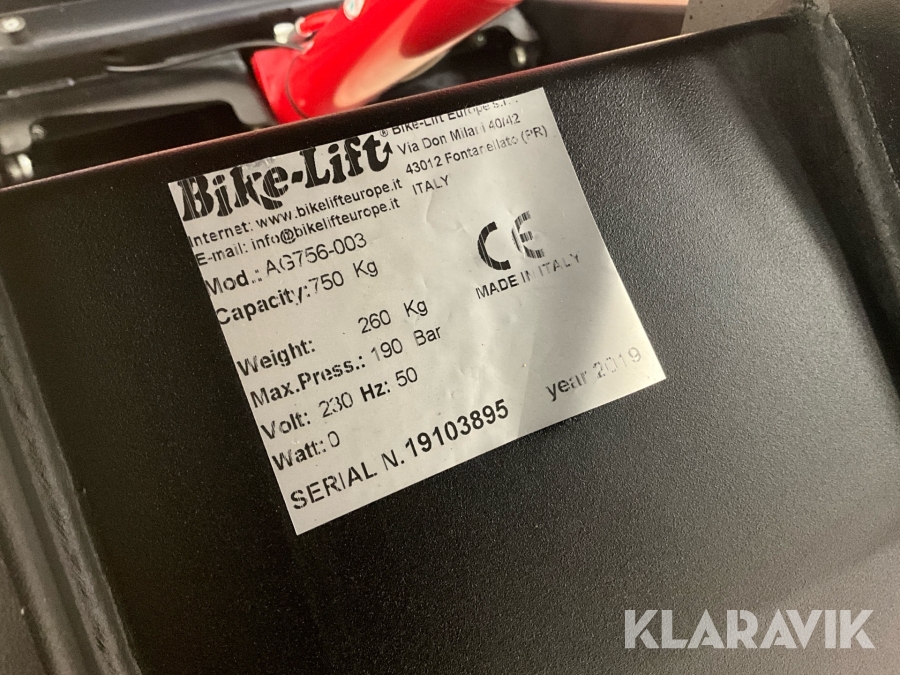 Bike-Lift®
Bike-Lift Europe s.r.l.
Via Don Milani 40/42
43012 Fontanellato (PR)
ITALY
Internet: www.bikelifteurope.it
E-mail: info@bikelifteurope.it
Mod.: AG756-003
Capacity:750 Kg
CE
MADE IN ITALY
Weight: 260 Kg
Max.Press.: 190 Bar
Volt: 230 Hz: 50
Watt:0
SERIAL N.19103895
year 2019
KLARAVIK